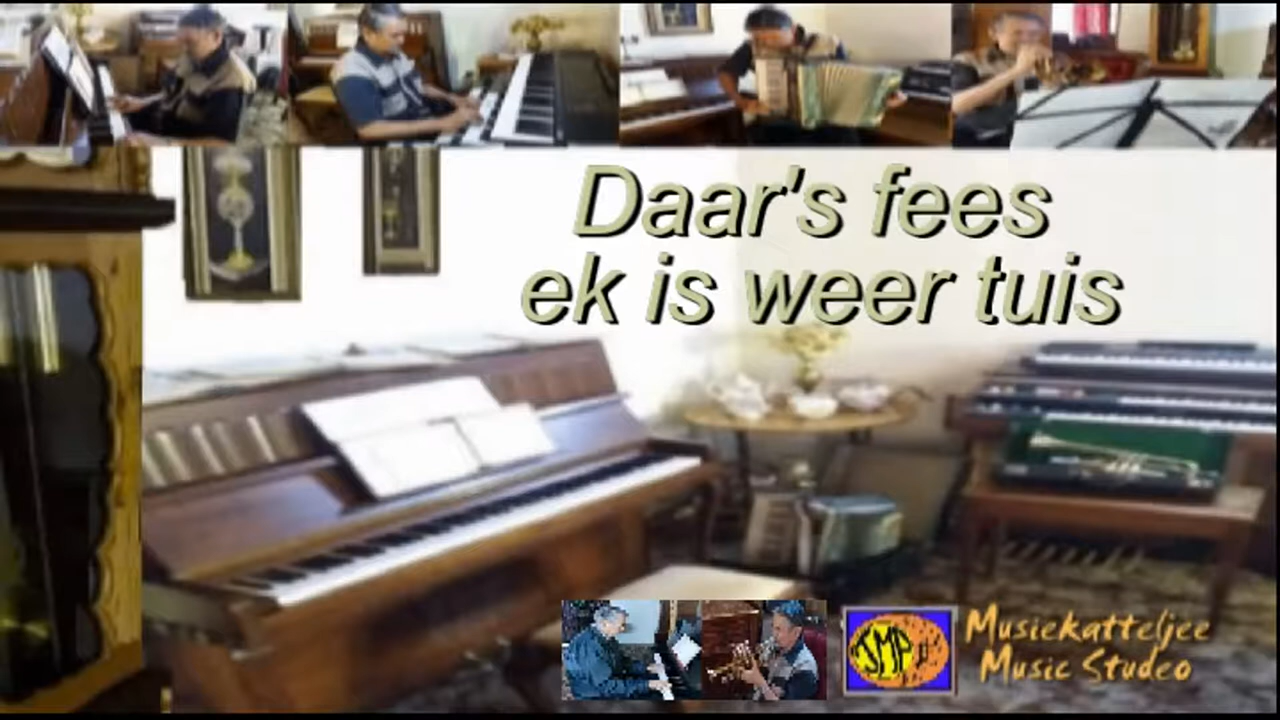 Daar's fees
ek is weer tuis
JMP
Musiekatteljee
Music Studeo